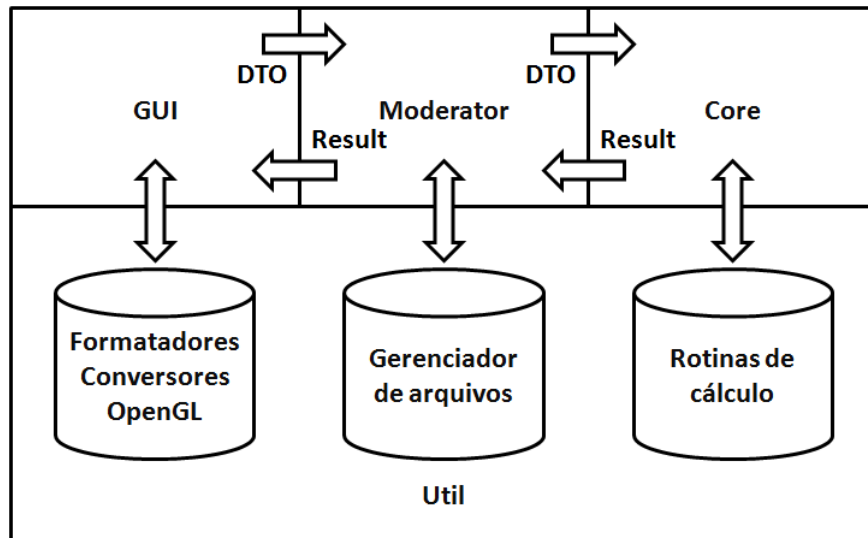 DTO
DTO
GUI
Moderator
Core
Result
Result
Formatadores
Conversores
OpenGL
Gerenciador
de arquivos
Rotinas de
cálculo
Util